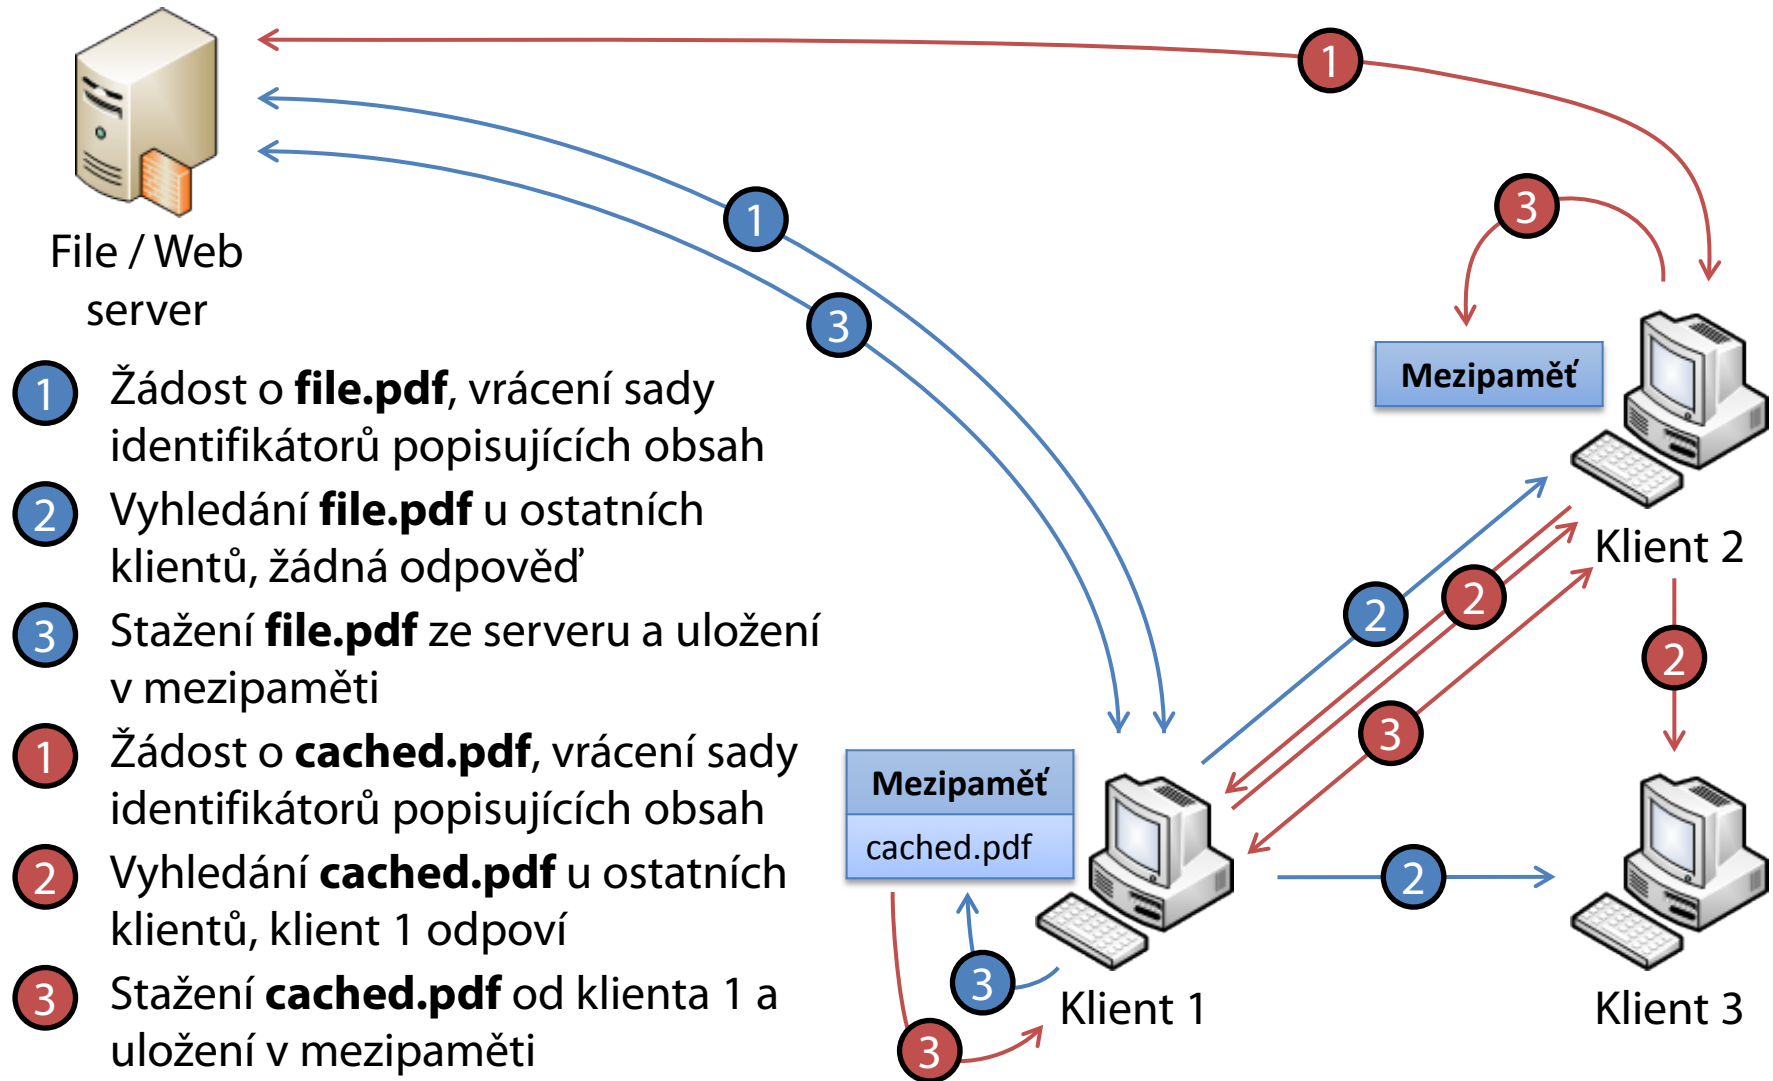 File / Web
server
1 Žádost o file.pdf, vrácení sady
identifikátorů popisujících obsah
2 Vyhledání file.pdf u ostatních
klientů, žádná odpověď
3 Stažení file.pdf ze serveru a uložení
v mezipaměti
1 Žádost o cached.pdf, vrácení sady
identifikátorů popisujících obsah
2 Vyhledání cached.pdf u ostatních
klientů, klient 1 odpoví
3 Stažení cached.pdf od klienta 1 a
uložení v mezipaměti
1
1
3
3
Mezipaměť
Klient 2
2
2
2
3
Mezipaměť
cached.pdf
2
3
3
Klient 1
Klient 3